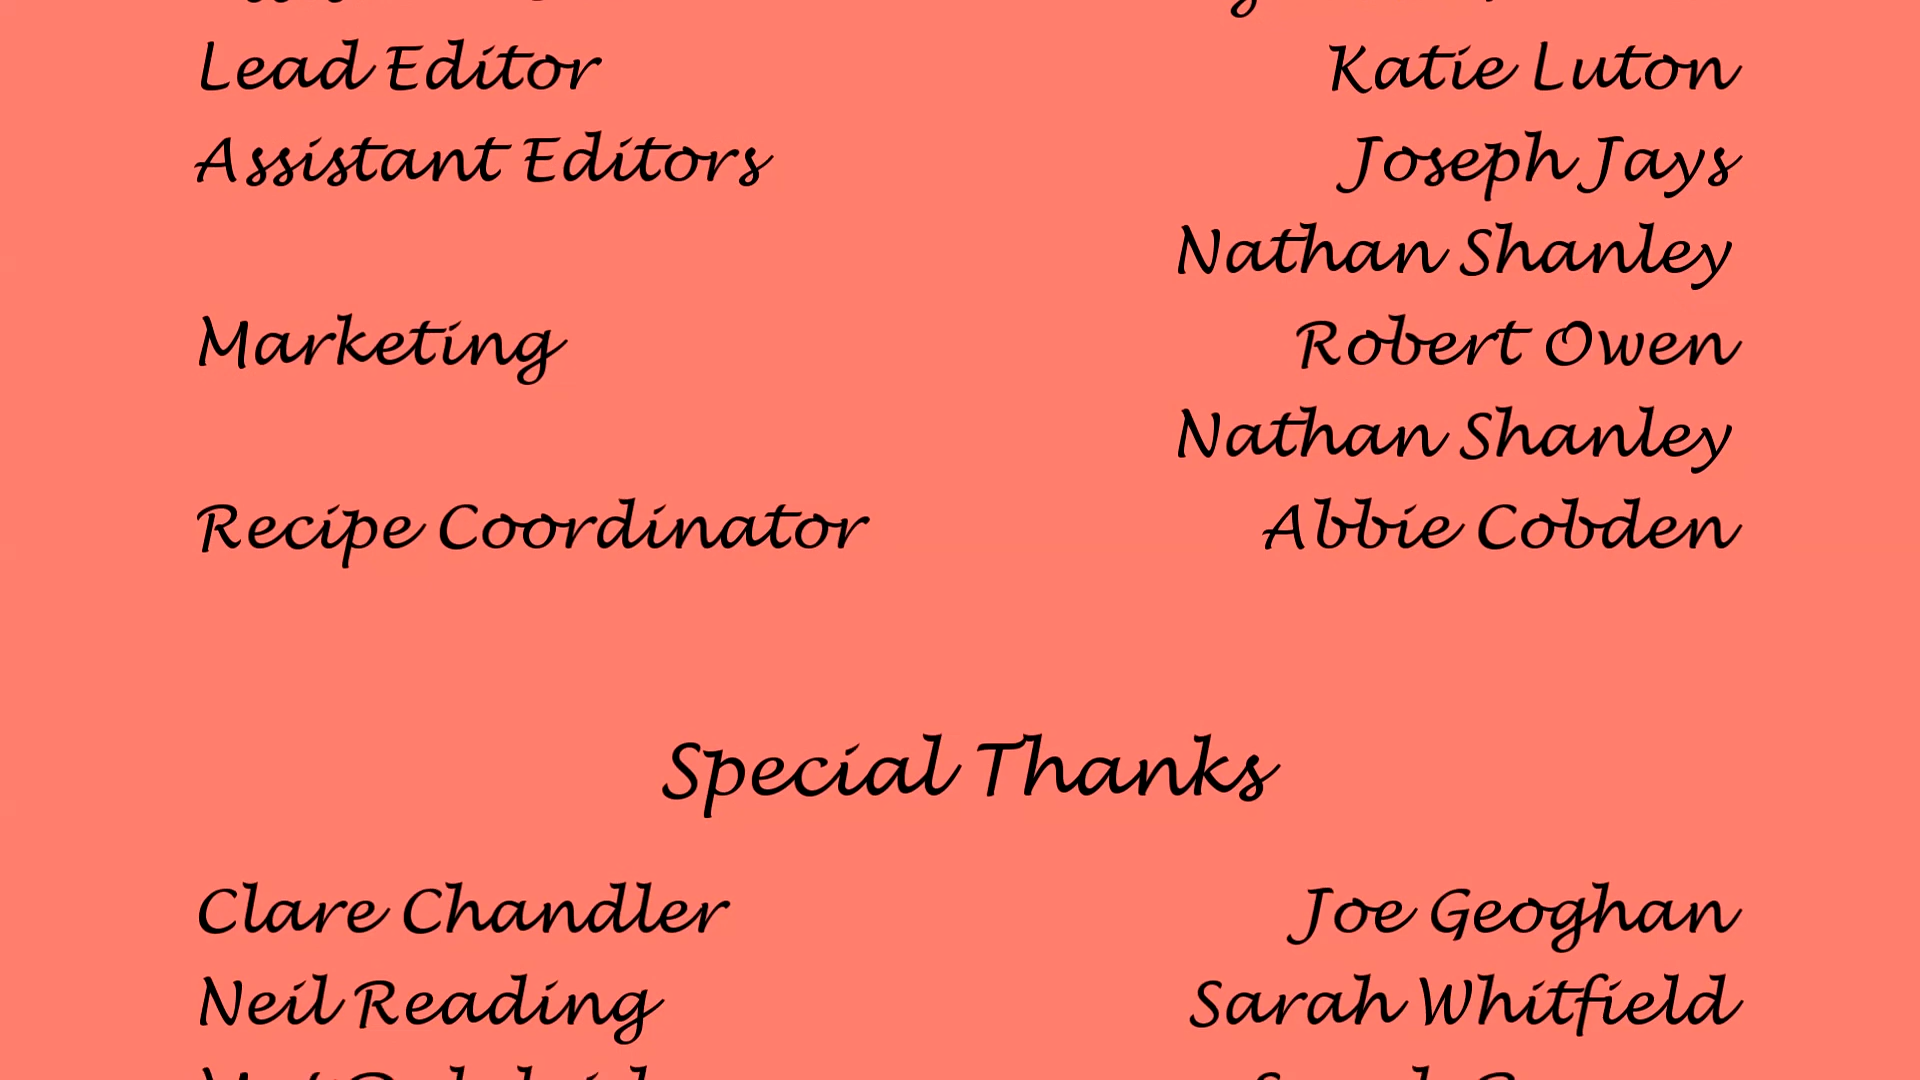 Lead Editor Katie Luton
Assistant Editors Joseph Jays
Nathan Shanley
Marketing Robert Owen
Nathan Shanley
Recipe Coordinator Abbie Cobden
Special Thanks
Clare Chandler Joe Geoghan
Neil Reading Sarah Whitfield